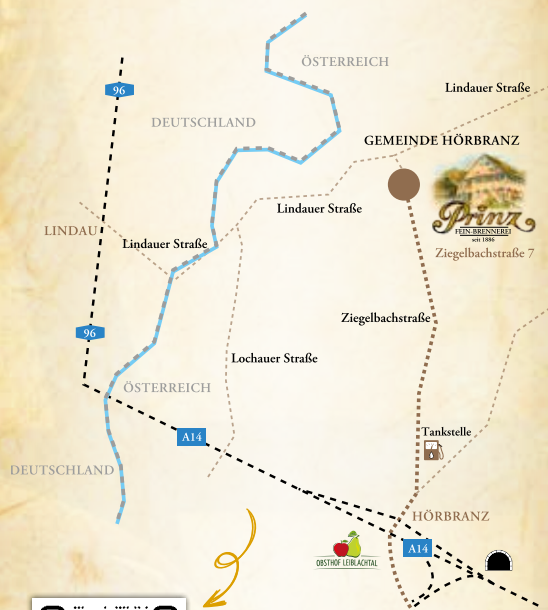 ÖSTERREICH
96
Lindauer Straße
DEUTSCHLAND
GEMEINDE HÖRBRANZ
Prinz
FEIN-BRENNEREI
seit 1886
Lindauer Straße
LINDAU
Lindauer Straße
Ziegelbachstraße 7
Ziegelbachstraße
96
Lochauer Straße
ÖSTERREICH
A14
Tankstelle
DEUTSCHLAND
HÖRBRANZ
A14
OBSTHOF LEIBLACHTAL